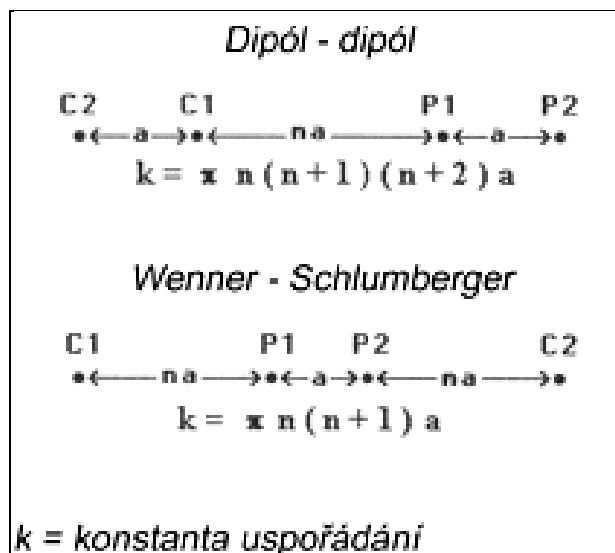 Dipól - dipól
C2 C1 P1 P2
a na a
k = π n(n+1)(n+2)a
Wenner - Schlumberger
C1 P1 P2 C2
na a na
k = π n(n+1)a
k = konstanta uspořádání